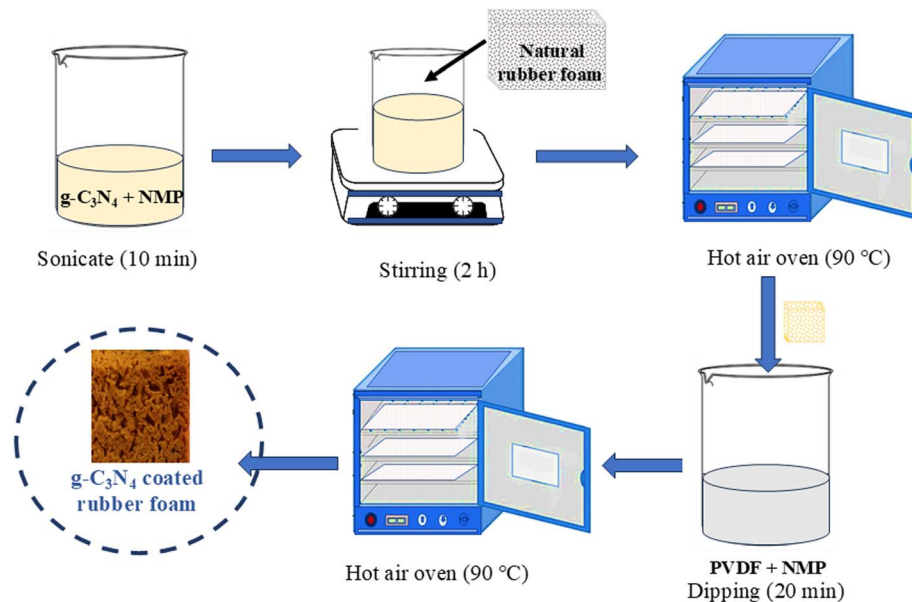 Natural
rubber foam
g-C₃N₄ + NMP
Sonicate (10 min)
Stirring (2 h)
Hot air oven (90 °C)
g-C₃N₄ coated
rubber foam
Hot air oven (90 °C)
PVDF + NMP
Dipping (20 min)